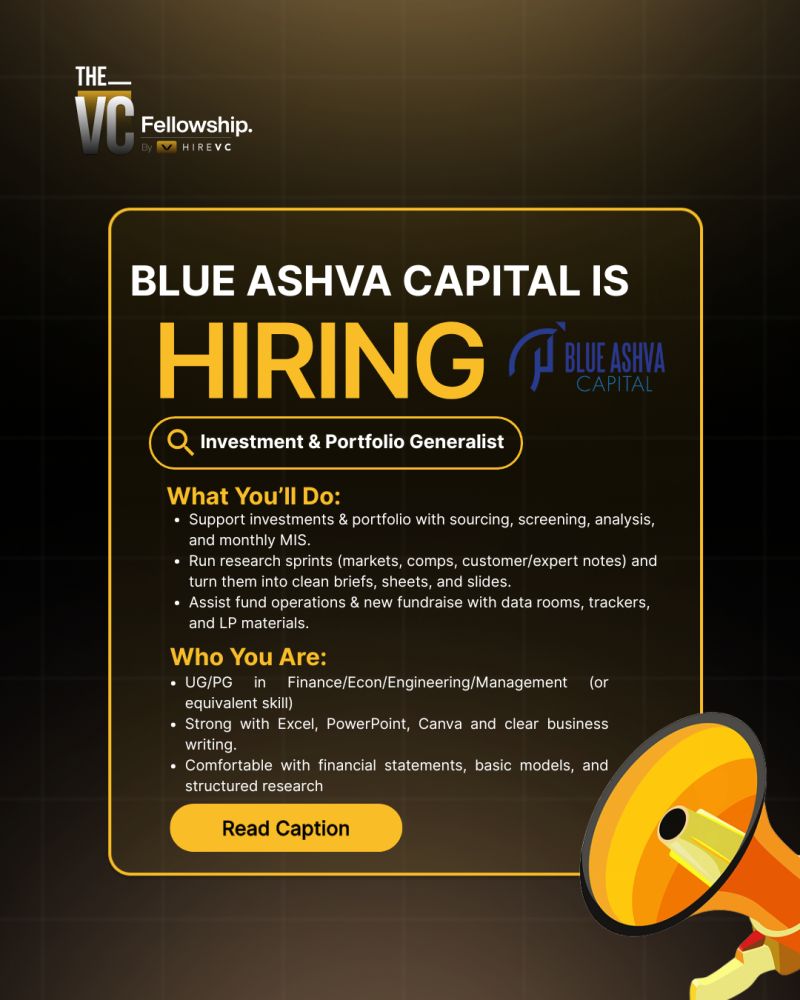 THE
VC Fellowship.
By HIREVC
BLUE ASHVA CAPITAL IS
HIRING
BLUE ASHVA
CAPITAL
Investment & Portfolio Generalist
What You’ll Do:
• Support investments & portfolio with sourcing, screening, analysis,
and monthly MIS.
• Run research sprints (markets, comps, customer/expert notes) and
turn them into clean briefs, sheets, and slides.
• Assist fund operations & new fundraise with data rooms, trackers,
and LP materials.
Who You Are:
• UG/PG in Finance/Econ/Engineering/Management (or
equivalent skill)
• Strong with Excel, PowerPoint, Canva and clear business
writing.
• Comfortable with financial statements, basic models, and
structured research
Read Caption